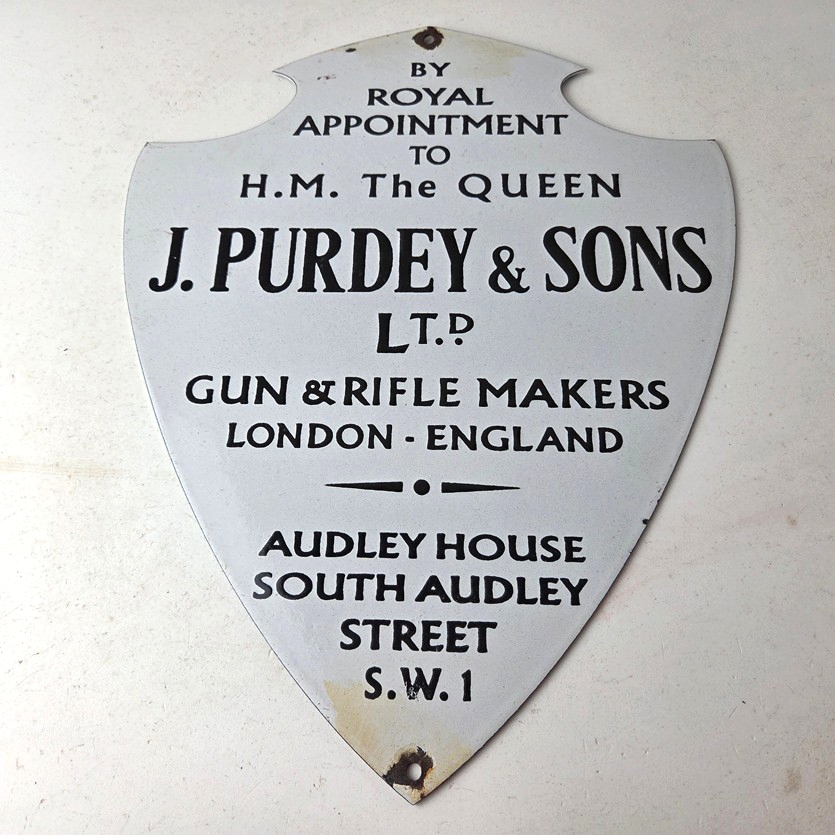 BY
ROYAL
APPOINTMENT
TO
H.M. The QUEEN
J. PURDEY & SONS
LT.D.
GUN & RIFLE MAKERS
LONDON - ENGLAND
AUDLEY HOUSE
SOUTH AUDLEY
STREET
S.W. 1